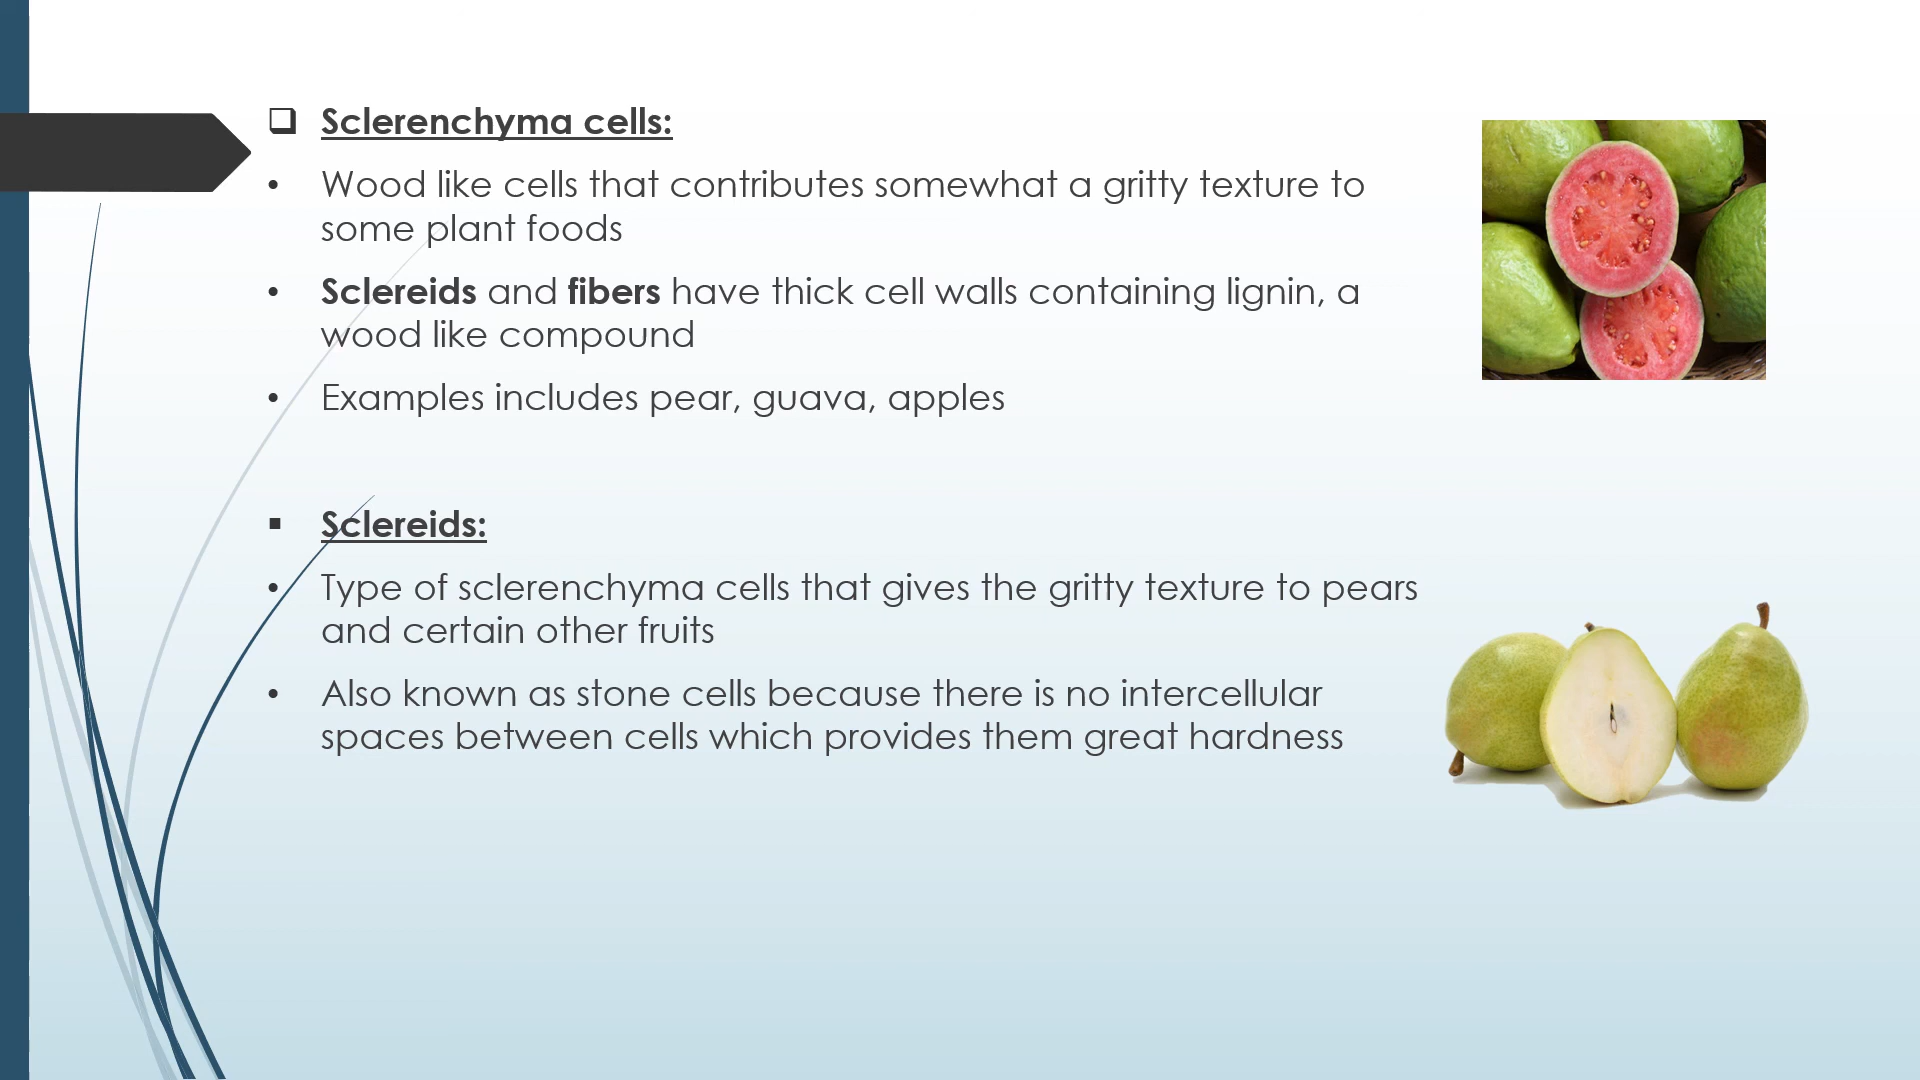 ❑ Sclerenchyma cells:
• Wood like cells that contributes somewhat a gritty texture to
some plant foods
• Sclereids and fibers have thick cell walls containing lignin, a
wood like compound
• Examples includes pear, guava, apples
▪ Sclereids:
• Type of sclerenchyma cells that gives the gritty texture to pears
and certain other fruits
• Also known as stone cells because there is no intercellular
spaces between cells which provides them great hardness